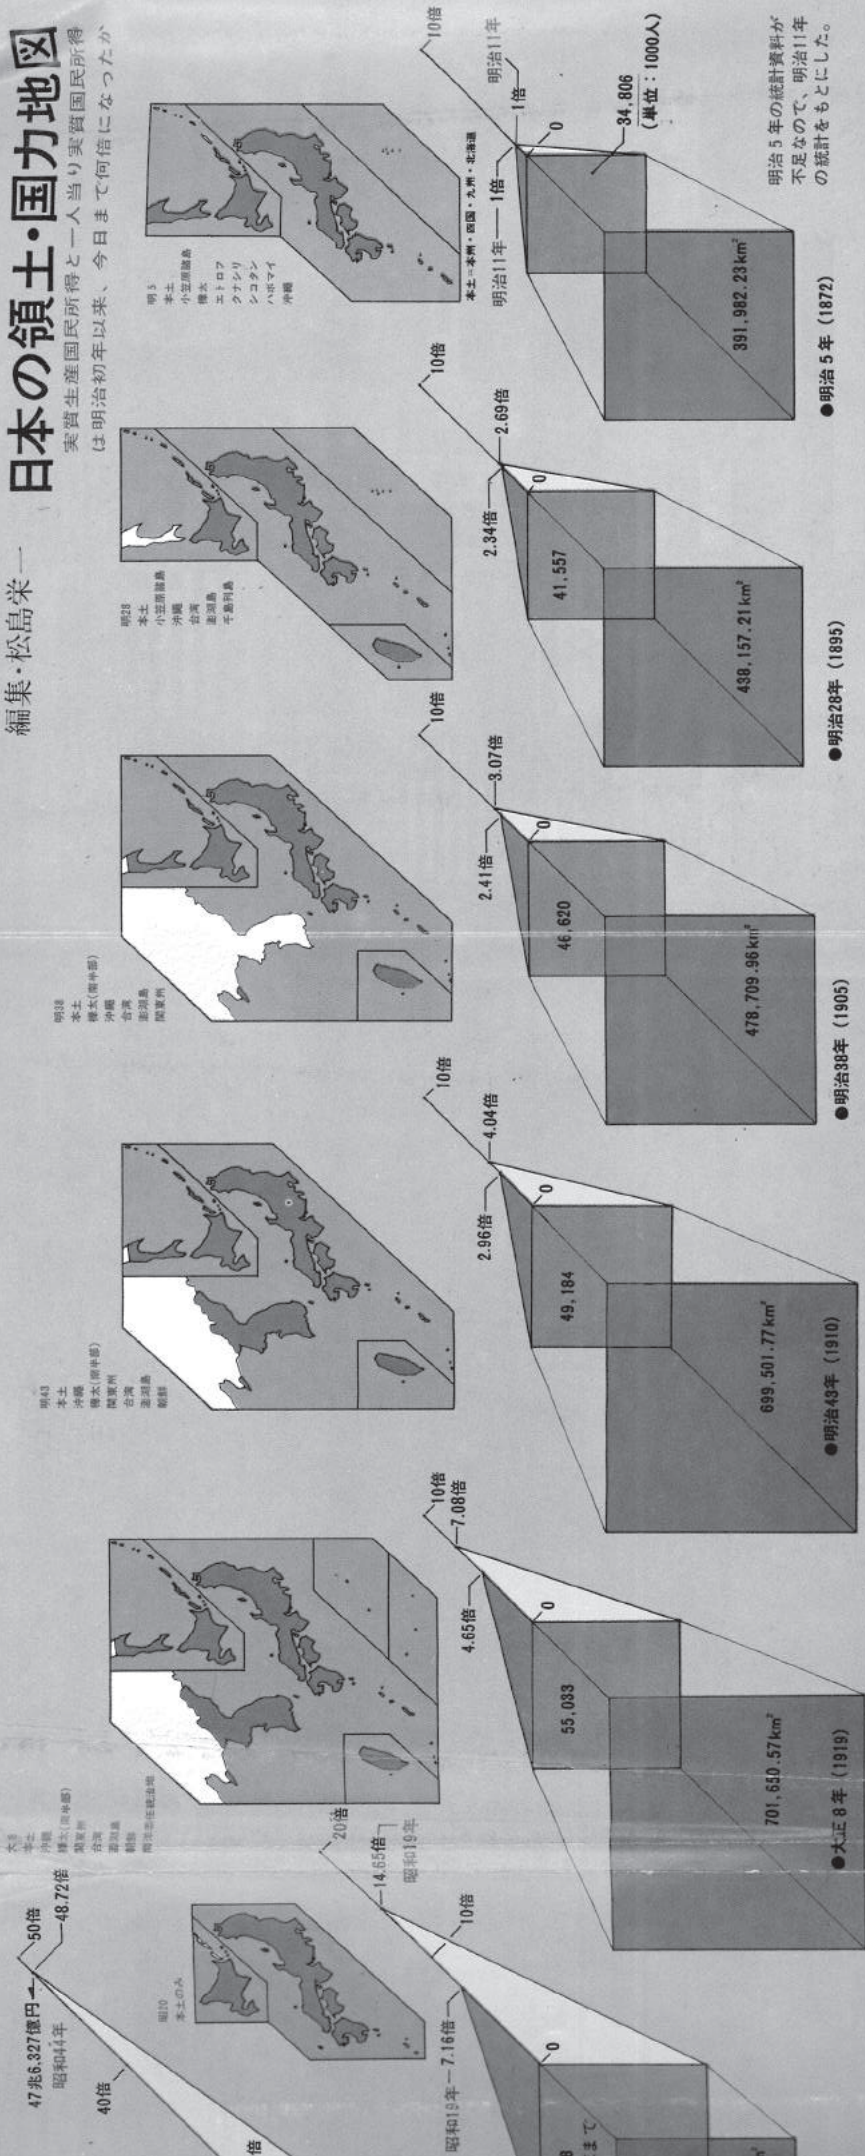 日本の領土・国力地図
編集・松島栄一
実質生産国民所得と一人当り実質国民所得
は明治初年以来、今日まで何倍になったか
明5
本土
小笠原諸島
樺太
エトロフ
クナシリ
シコタン
ハボマイ
沖縄
本土＝本州・四国・九州・北海道
10倍
明治11年
1倍
明治11年―1倍
0
34,806
(単位：1000人)
391,982.23km²
●明治5年（1872）
明治5年の統計資料が
不足なので、明治11年
の統計をもとにした。
明28
本土
小笠原諸島
沖縄
台湾
澎湖島
千島列島
10倍
2.69倍
2.34倍
0
41,557
438,157.21km²
●明治28年（1895）
明38
本土
樺太(南半部)
沖縄
台湾
澎湖島
関東州
10倍
3.07倍
2.41倍
0
46,620
478,709.96km²
●明治38年（1905）
明43
本土
沖縄
樺太(南半部)
関東州
台湾
澎湖島
朝鮮
10倍
4.04倍
2.96倍
0
49,184
699,501.77km²
●明治43年（1910）
大8
本土
沖縄
樺太(南半部)
関東州
台湾
澎湖島
朝鮮
南洋委任統治地
10倍
7.08倍
4.65倍
0
55,033
701,650.57km²
●大正8年（1919）
昭20
本土のみ
20倍
14.65倍
昭和19年
10倍
昭和19年―7.16倍
0
まで
50倍
48.72倍
47兆6,327億円
昭和44年
40倍
倍